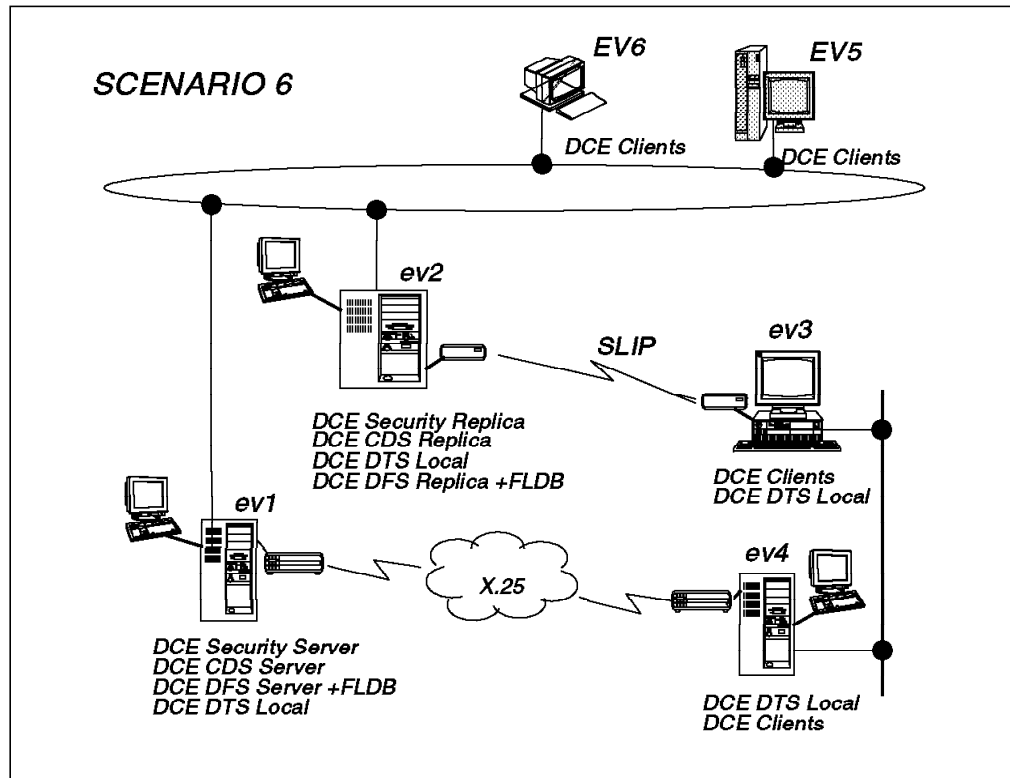 SCENARIO 6
EV6
EV5
DCE Clients
DCE Clients
ev2
SLIP
ev3
DCE Security Replica
DCE CDS Replica
DCE DTS Local
DCE DFS Replica +FLDB
DCE Clients
DCE DTS Local
ev1
X.25
ev4
DCE Security Server
DCE CDS Server
DCE DFS Server +FLDB
DCE DTS Local
DCE DTS Local
DCE Clients